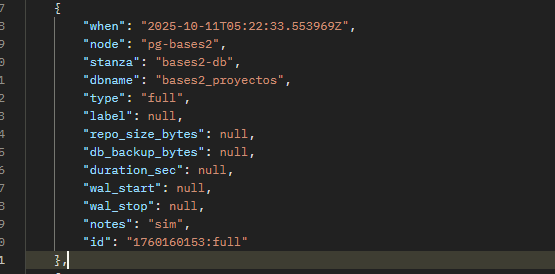 7 {
8 "when": "2025-10-11T05:22:33.553969Z",
9 "node": "pg-bases2",
0 "stanza": "bases2-db",
1 "dbname": "bases2_proyectos",
2 "type": "full",
3 "label": null,
4 "repo_size_bytes": null,
5 "db_backup_bytes": null,
6 "duration_sec": null,
7 "wal_start": null,
8 "wal_stop": null,
9 "notes": "sim",
0 "id": "1760160153:full"
1 },